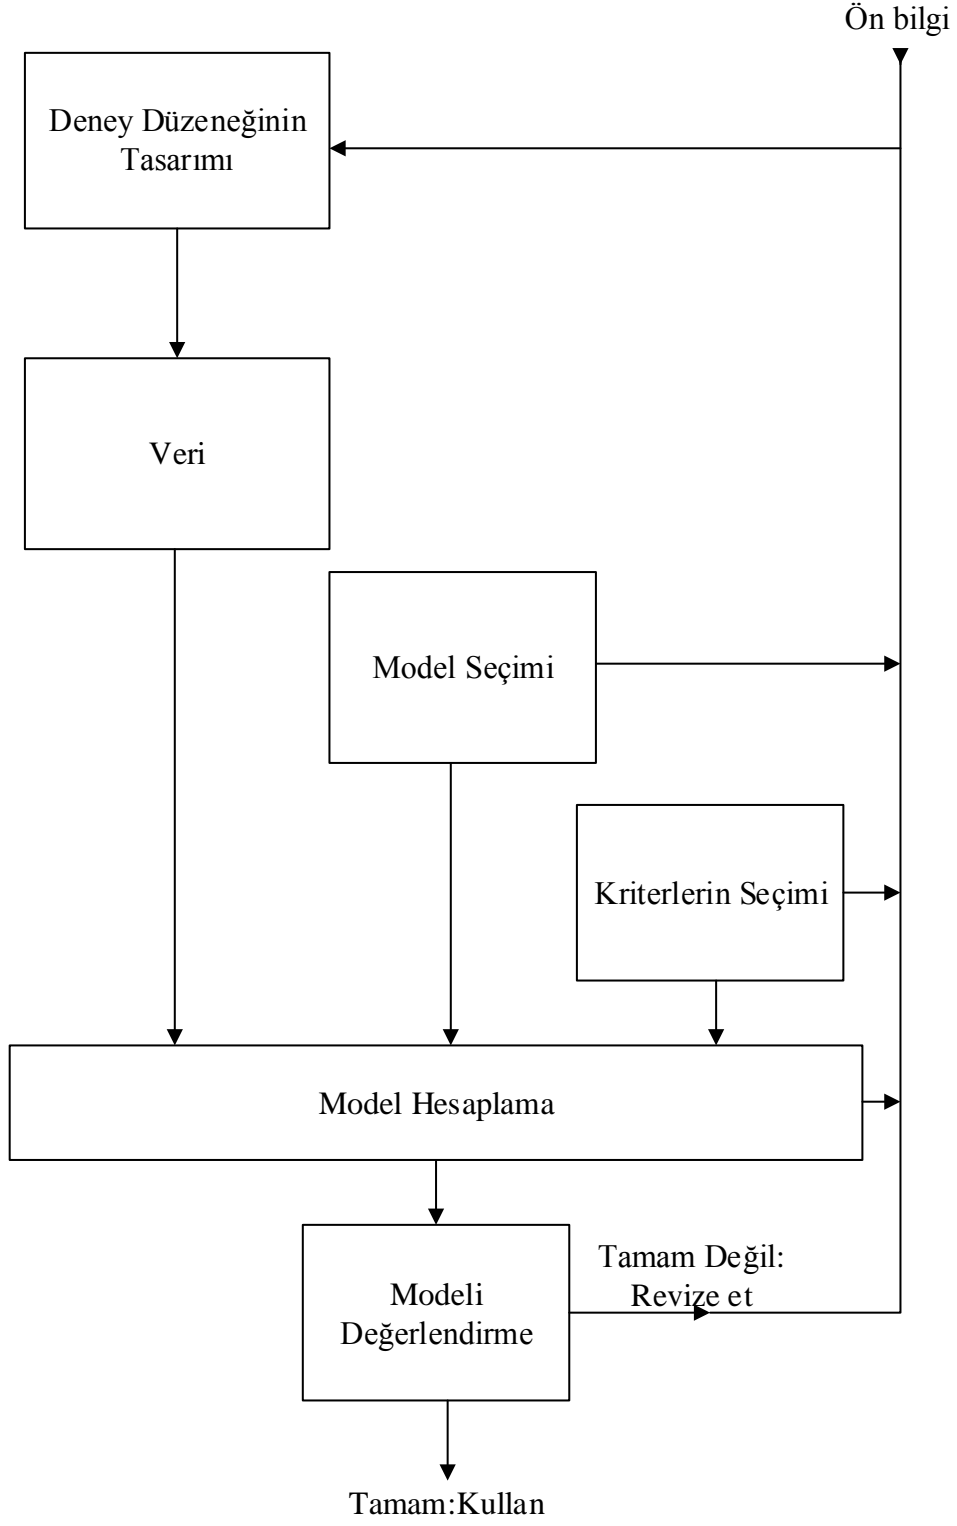 Ön bilgi
Deney Düzeneğinin
Tasarımı
Veri
Model Seçimi
Kriterlerin Seçimi
Model Hesaplama
Tamam Değil:
Revize et
Modeli
Değerlendirme
Tamam:Kullan